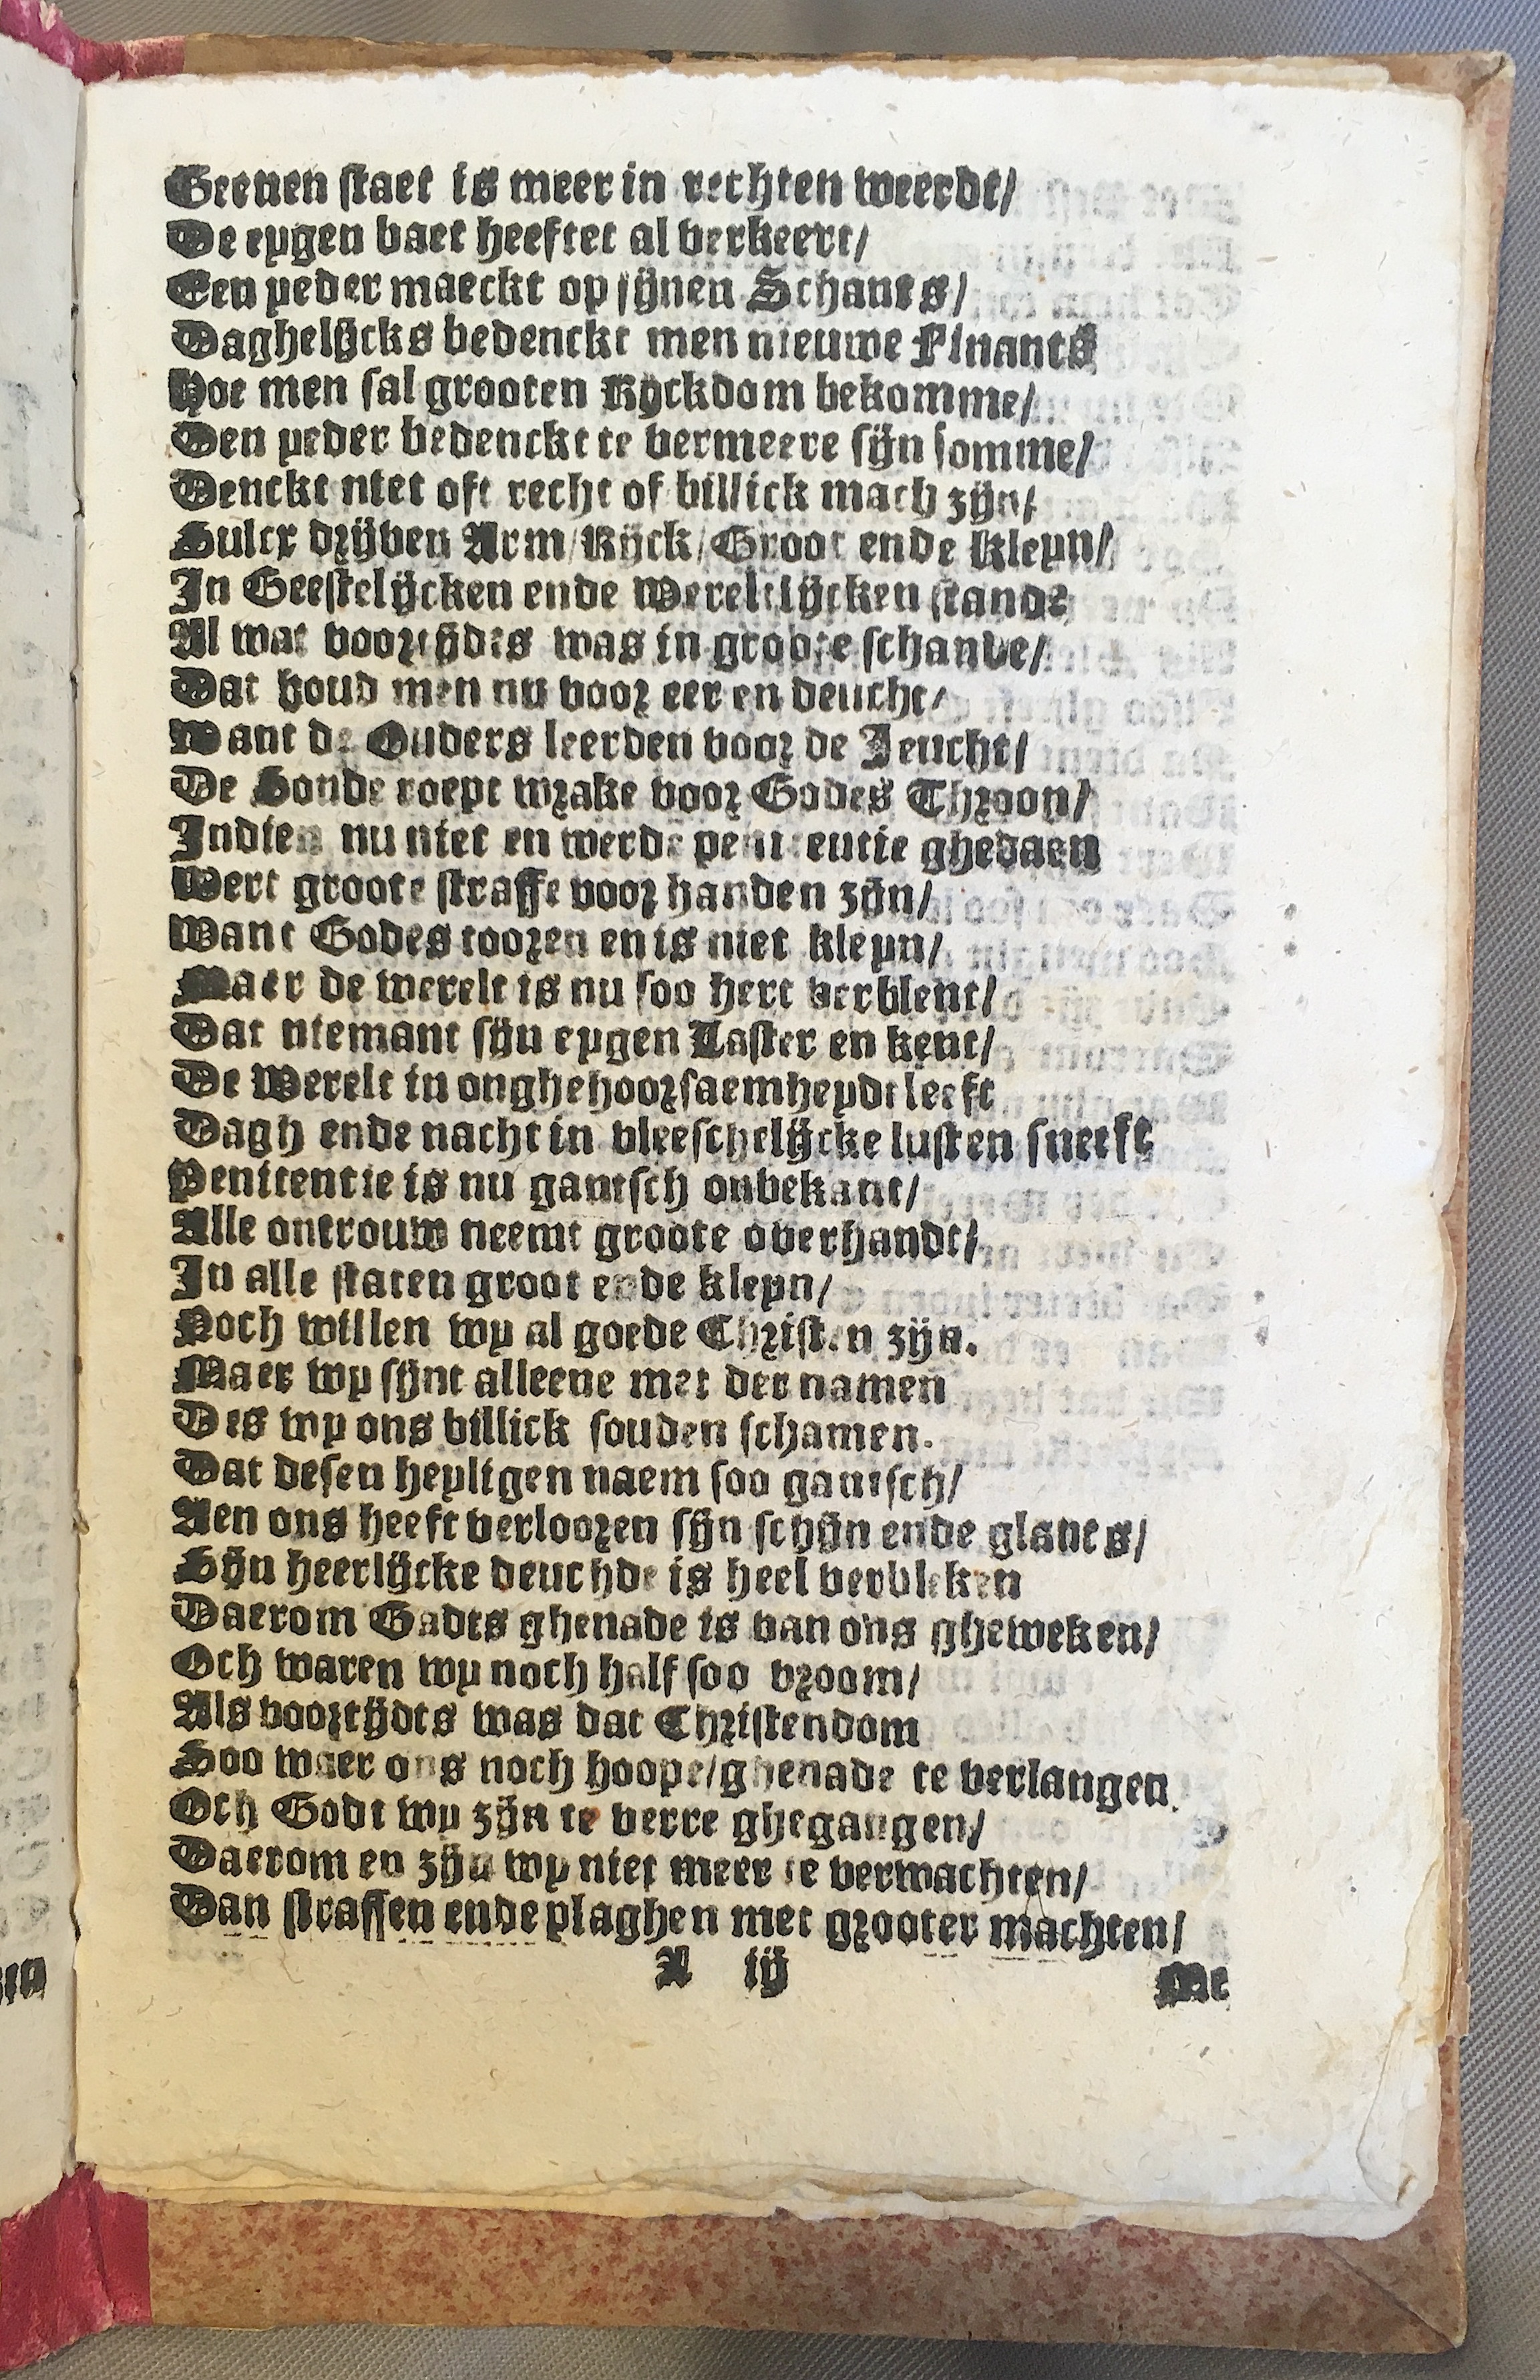 Geenen staet is meer in rechten weerdt/
De eygen baet heeftet al verkeert/
Een yeder maeckt op sijnen Schants/
Daghelijcks bedenckt men nieuwe Finants
Hoe men sal grooten Rijckdom bekomme/
Den yeder bedenckt te vermeere sijn somme/
Denckt niet oft recht of billick mach zijn/
Sulcx drijven Arm/Rijck/Groot ende Kleyn/
In Geestelijcken ende Wereltlijcken stande
Al wat voortijdts was in groote schande/
Dat houd men nu voor eer en deucht/
Want de Ouders leerden voor de Jeucht/
De Sonde roept wrake voor Godes Throon/
Indien nu niet en werde penitentie ghedaen
Wert groote straffe voor handen zijn/
Want Godes toozen en is niet kleyn/
Maer de werelt is nu soo hert verblent/
Dat niemant sijn eygen Laster en kent/
De Werelt in onghehoorsaemheydt leeft
Dagh ende nacht in vleeschelijcke lusten sneeft
Penitentie is nu gantsch onbekant/
Alle ontrouw neemt groote overhandt/
In alle staten groot ende kleyn/
Noch willen wy al goede Christen zijn.
Maer wy sijnt alleene met der namen
Des wy ons billick souden schamen.
Dat desen heyligen naem soo gantsch/
Aen ons heeft verloozen sijn schijn ende glants/
Sijn heerlijcke deuchde is heel verbleken
Daerom Gadts ghenade is van ons gheweken/
Och waren wy noch half soo vroom/
Als voortijdts was dat Christendom
Soo waer ons noch hoope/ghenade te verlangen.
Och Godt wy zijn te verre ghegangen/
Daerom en zijn wy niet meer te verwachten/
Dan straffen ende plaghen met grooter machten/
A ij
Me